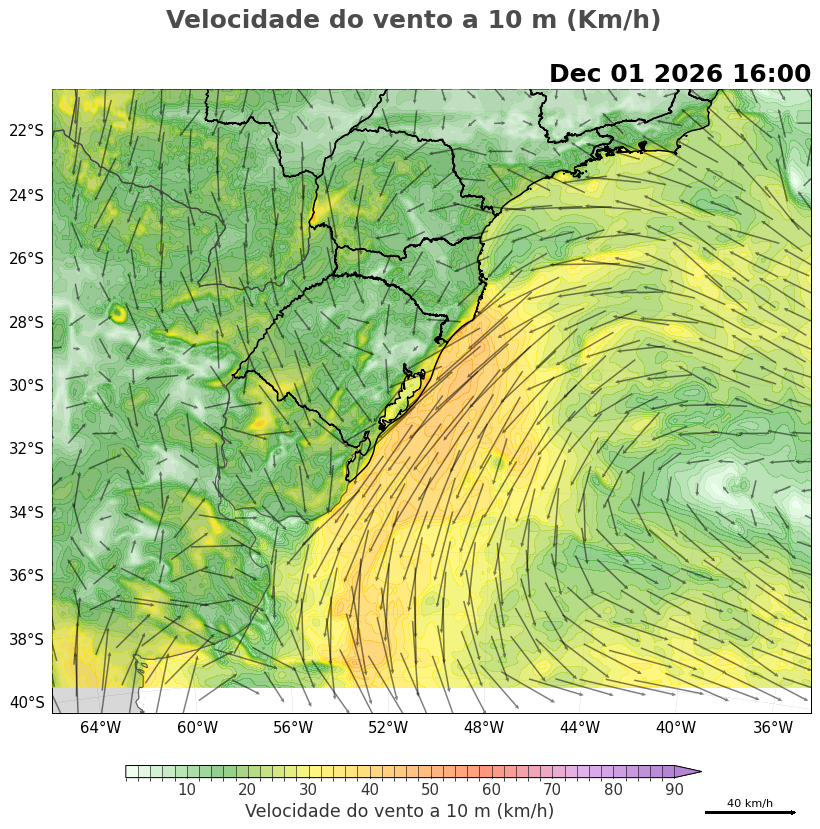 Velocidade do vento a 10 m (Km/h)
Dec 01 2026 16:00
22°S
24°S
26°S
28°S
30°S
32°S
34°S
36°S
38°S
40°S
64°W 60°W 56°W 52°W 48°W 44°W 40°W 36°W
10 20 30 40 50 60 70 80 90
Velocidade do vento a 10 m (km/h)
40 km/h